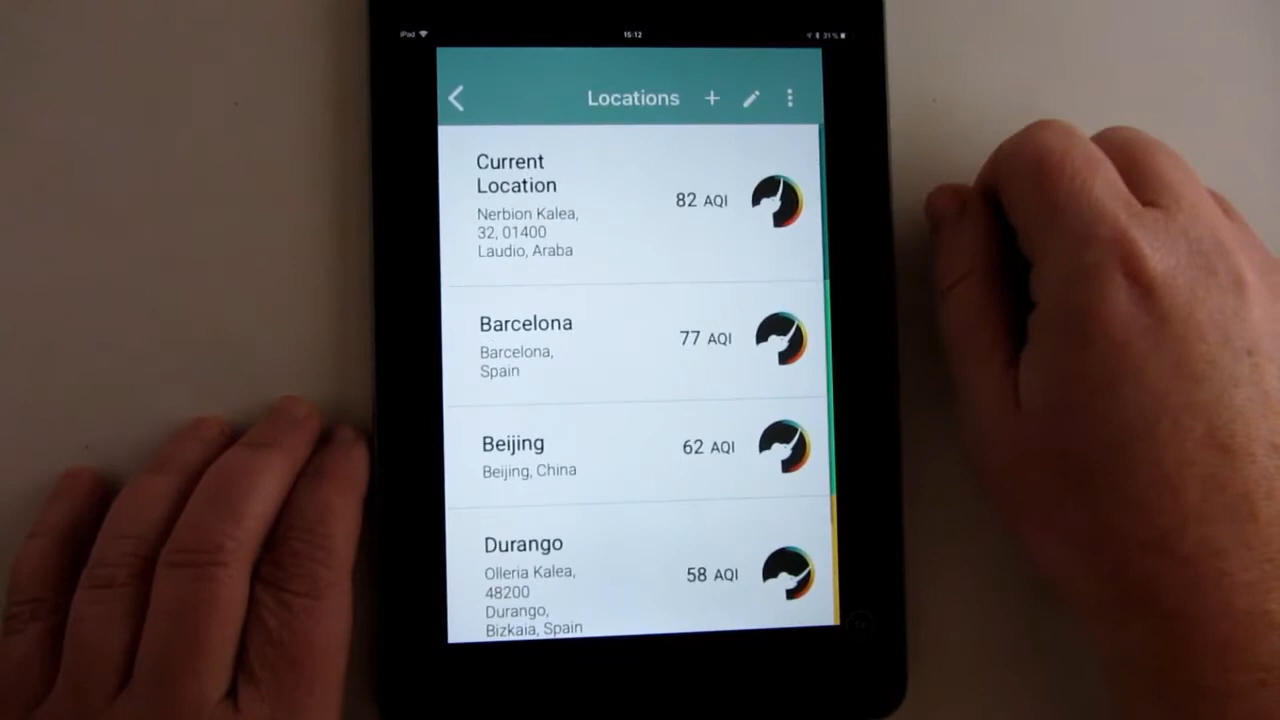 iPad 15:12 31%
Locations
Current
Location
Nerbion Kalea,
32, 01400
Laudio, Araba
82 AQI
Barcelona
Barcelona,
Spain
77 AQI
Beijing
Beijing, China
62 AQI
Durango
Olleria Kalea,
48200
Durango,
Bizkaia, Spain
58 AQI